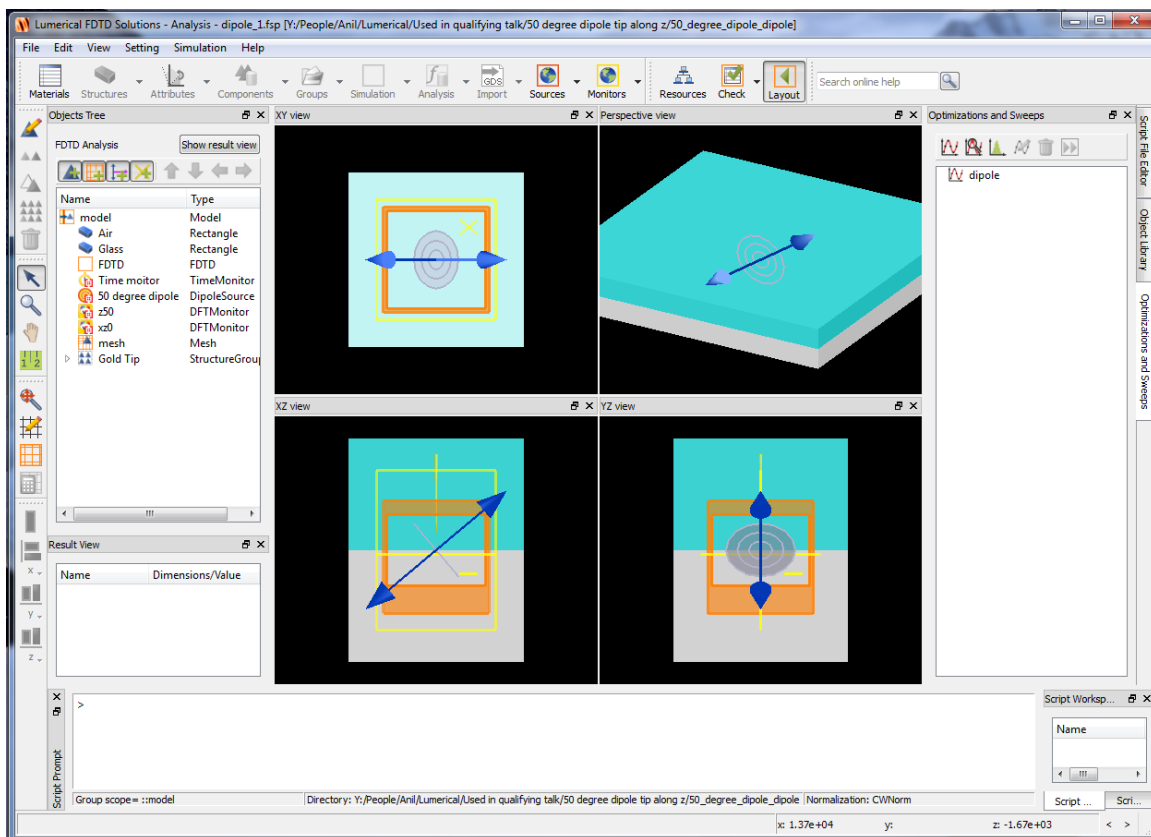 Lumerical FDTD Solutions - Analysis - dipole_1.fsp [Y:/People/Anil/Lumerical/Used in qualifying talk/50 degree dipole tip along z/50_degree_dipole_dipole]
File Edit View Setting Simulation Help
Materials Structures Attributes Components Groups Simulation Analysis Import Sources Monitors Resources Check Layout Search online help
GDS
Objects Tree
FDTD Analysis Show result view
Name Type
model Model
Air Rectangle
Glass Rectangle
FDTD FDTD
Time moitor TimeMonitor
50 degree dipole DipoleSource
z50 DFTMonitor
xz0 DFTMonitor
mesh Mesh
Gold Tip StructureGrou
Result View
Name Dimensions/Value
x
y
z
XY view
Perspective view
XZ view
YZ view
Optimizations and Sweeps
dipole
Script File Editor
Object Library
Optimizations and Sweeps
Script Prompt
>
Group scope= ::model Directory: Y:/People/Anil/Lumerical/Used in qualifying talk/50 degree dipole tip along z/50_degree_dipole_dipole Normalization: CWNorm
Script Worksp...
Name
Script ... Scri...
x: 1.37e+04 y: z: -1.67e+03